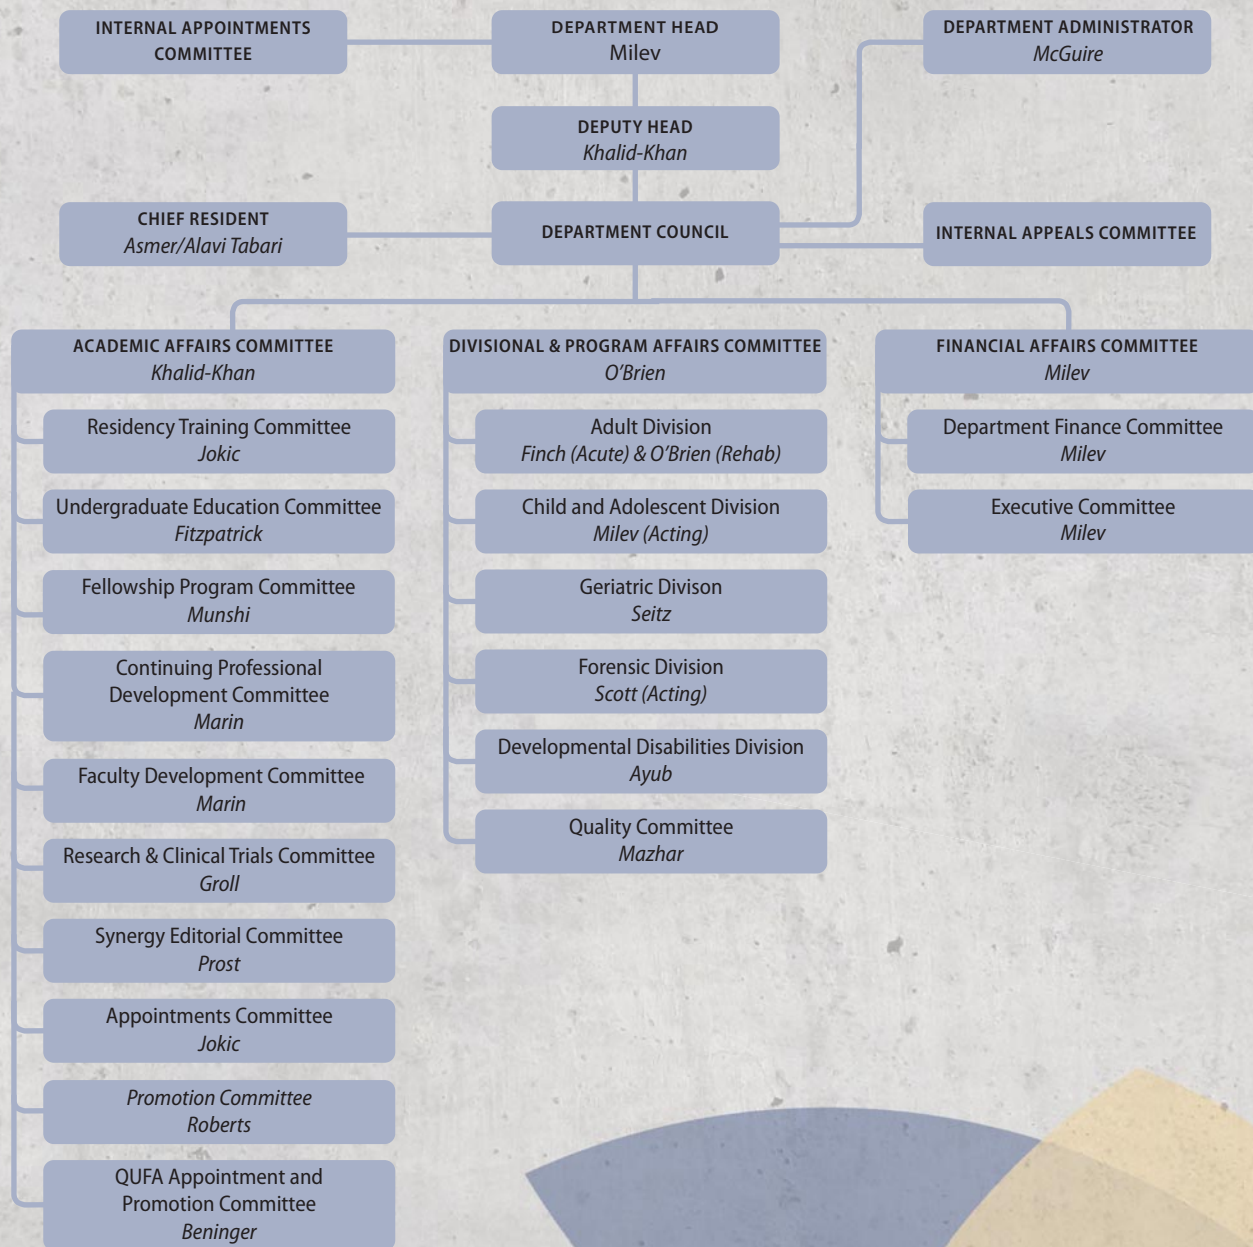 INTERNAL APPOINTMENTS
COMMITTEE
DEPARTMENT HEAD
Milev
DEPARTMENT ADMINISTRATOR
McGuire
DEPUTY HEAD
Khalid-Khan
CHIEF RESIDENT
Asmer/Alavi Tabari
DEPARTMENT COUNCIL
INTERNAL APPEALS COMMITTEE
ACADEMIC AFFAIRS COMMITTEE
Khalid-Khan
Residency Training Committee
Jokic
Undergraduate Education Committee
Fitzpatrick
Fellowship Program Committee
Munshi
Continuing Professional
Development Committee
Marin
Faculty Development Committee
Marin
Research & Clinical Trials Committee
Groll
Synergy Editorial Committee
Prost
Appointments Committee
Jokic
Promotion Committee
Roberts
QUFA Appointment and
Promotion Committee
Beninger
DIVISIONAL & PROGRAM AFFAIRS COMMITTEE
O'Brien
Adult Division
Finch (Acute) & O'Brien (Rehab)
Child and Adolescent Division
Milev (Acting)
Geriatric Divison
Seitz
Forensic Division
Scott (Acting)
Developmental Disabilities Division
Ayub
Quality Committee
Mazhar
FINANCIAL AFFAIRS COMMITTEE
Milev
Department Finance Committee
Milev
Executive Committee
Milev